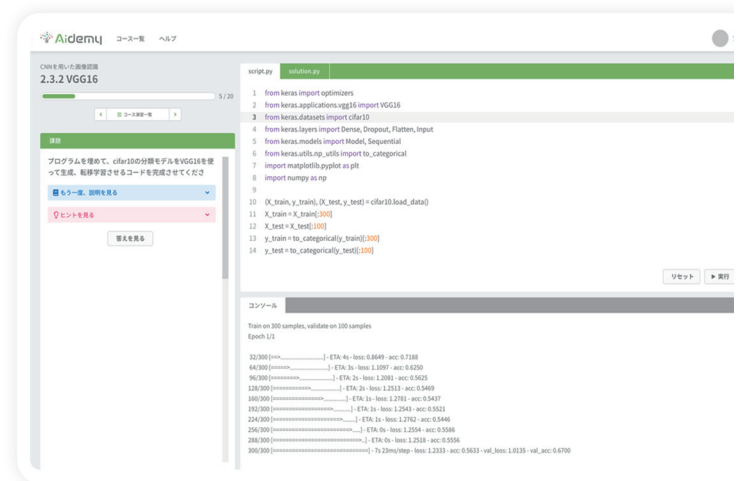 Aidemy コース一覧 ヘルプ
CNNを用いた画像認識
2.3.2 VGG16
5 / 20
コース演習一覧
課題
プログラムを埋めて、cifar10の分類モデルをVGG16を使
って生成、転移学習させるコードを完成させてくださ
もう一度、説明を見る
ヒントを見る
答えを見る
script.py solution.py
1 from keras import optimizers
2 from keras.applications.vgg16 import VGG16
3 from keras.datasets import cifar10
4 from keras.layers import Dense, Dropout, Flatten, Input
5 from keras.models import Model, Sequential
6 from keras.utils.np_utils import to_categorical
7 import matplotlib.pyplot as plt
8 import numpy as np
9
10 (X_train, y_train), (X_test, y_test) = cifar10.load_data()
11 X_train = X_train[:300]
12 X_test = X_test[:100]
13 y_train = to_categorical(y_train)[:300]
14 y_test = to_categorical(y_test)[:100]
リセット 実行
コンソール
Train on 300 samples, validate on 100 samples
Epoch 1/1
32/300 [==>..............................] - ETA: 4s - loss: 0.8649 - acc: 0.7188
64/300 [======>...........................] - ETA: 3s - loss: 1.1097 - acc: 0.6250
96/300 [=========>.......................] - ETA: 2s - loss: 1.2081 - acc: 0.5625
128/300 [============>...................] - ETA: 2s - loss: 1.2513 - acc: 0.5469
160/300 [================>..............] - ETA: 1s - loss: 1.2781 - acc: 0.5437
192/300 [===================>...........] - ETA: 1s - loss: 1.2543 - acc: 0.5521
224/300 [======================>........] - ETA: 1s - loss: 1.2762 - acc: 0.5446
256/300 [=========================>.....] - ETA: 0s - loss: 1.2554 - acc: 0.5586
288/300 [============================>..] - ETA: 0s - loss: 1.2518 - acc: 0.5556
300/300 [==============================] - 7s 23ms/step - loss: 1.2333 - acc: 0.5633 - val_loss: 1.0135 - val_acc: 0.6700